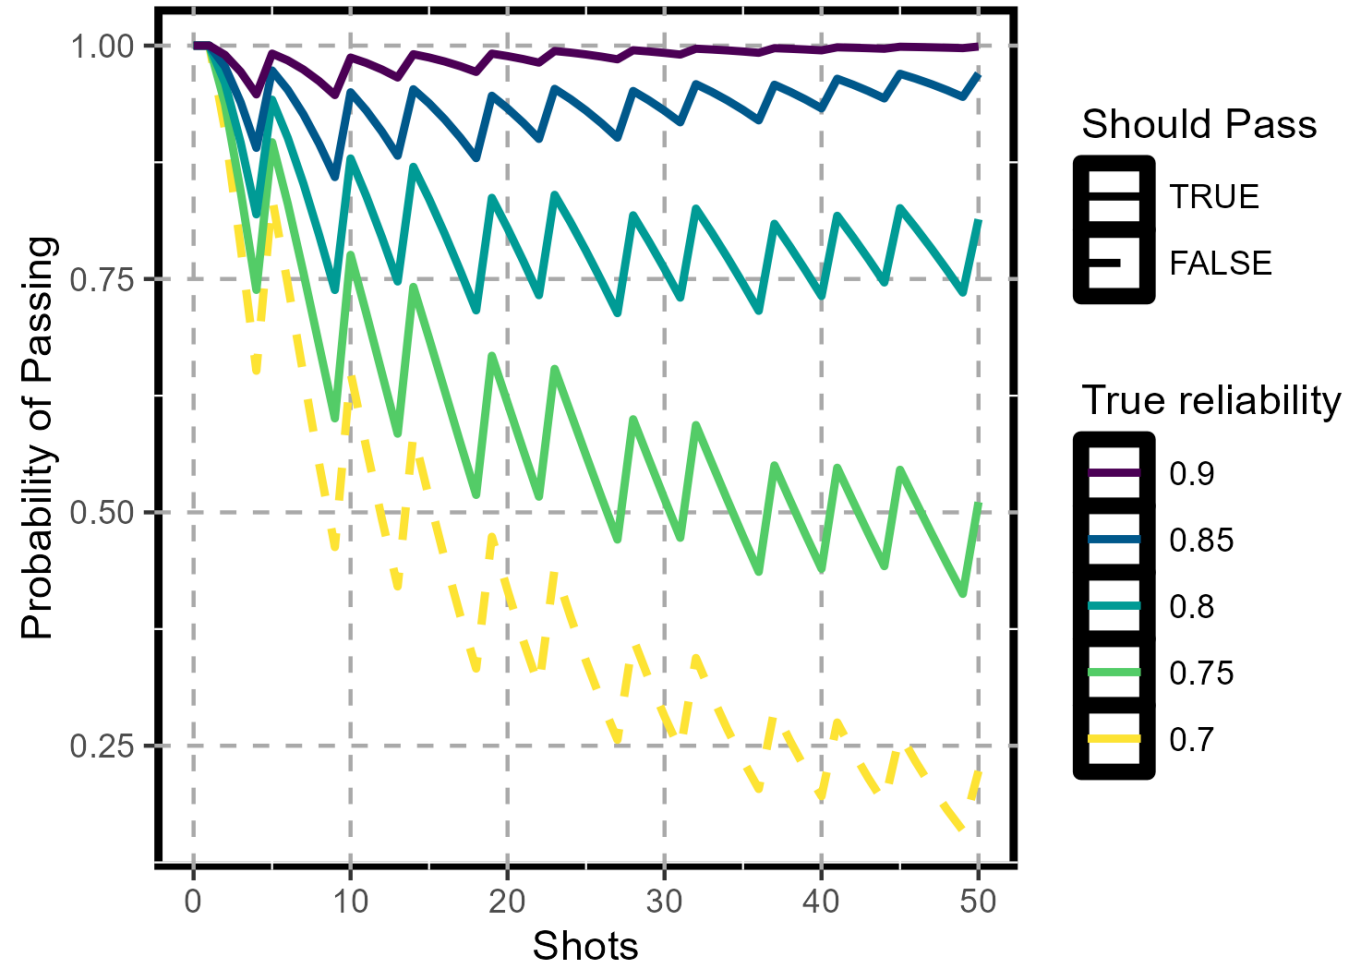 Probability of Passing
1.00
0.75
0.50
0.25
0
10
20
30
40
50
Shots
Should Pass
TRUE
FALSE
True reliability
0.9
0.85
0.8
0.75
0.7